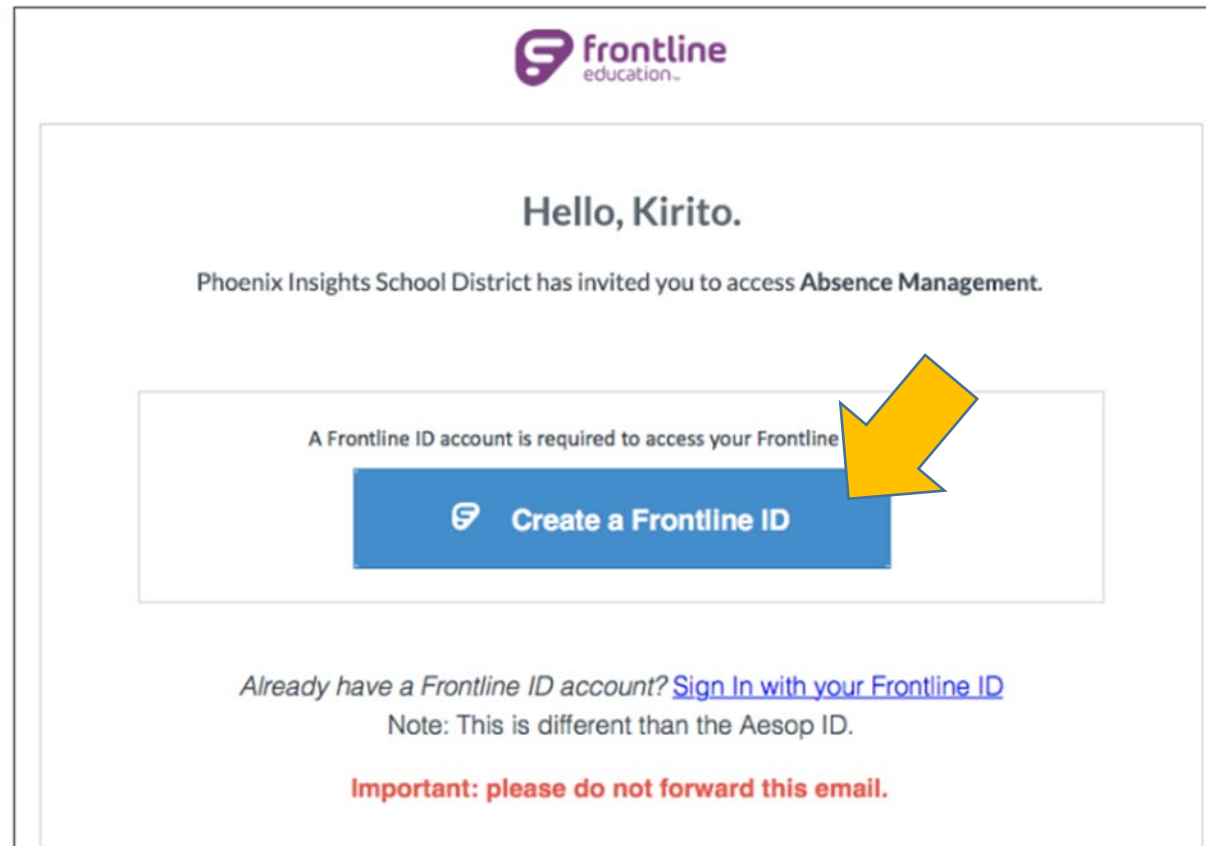 frontline
education™
Hello, Kirito.
Phoenix Insights School District has invited you to access Absence Management.
A Frontline ID account is required to access your Frontline
Create a Frontline ID
Already have a Frontline ID account? Sign In with your Frontline ID
Note: This is different than the Aesop ID.
Important: please do not forward this email.